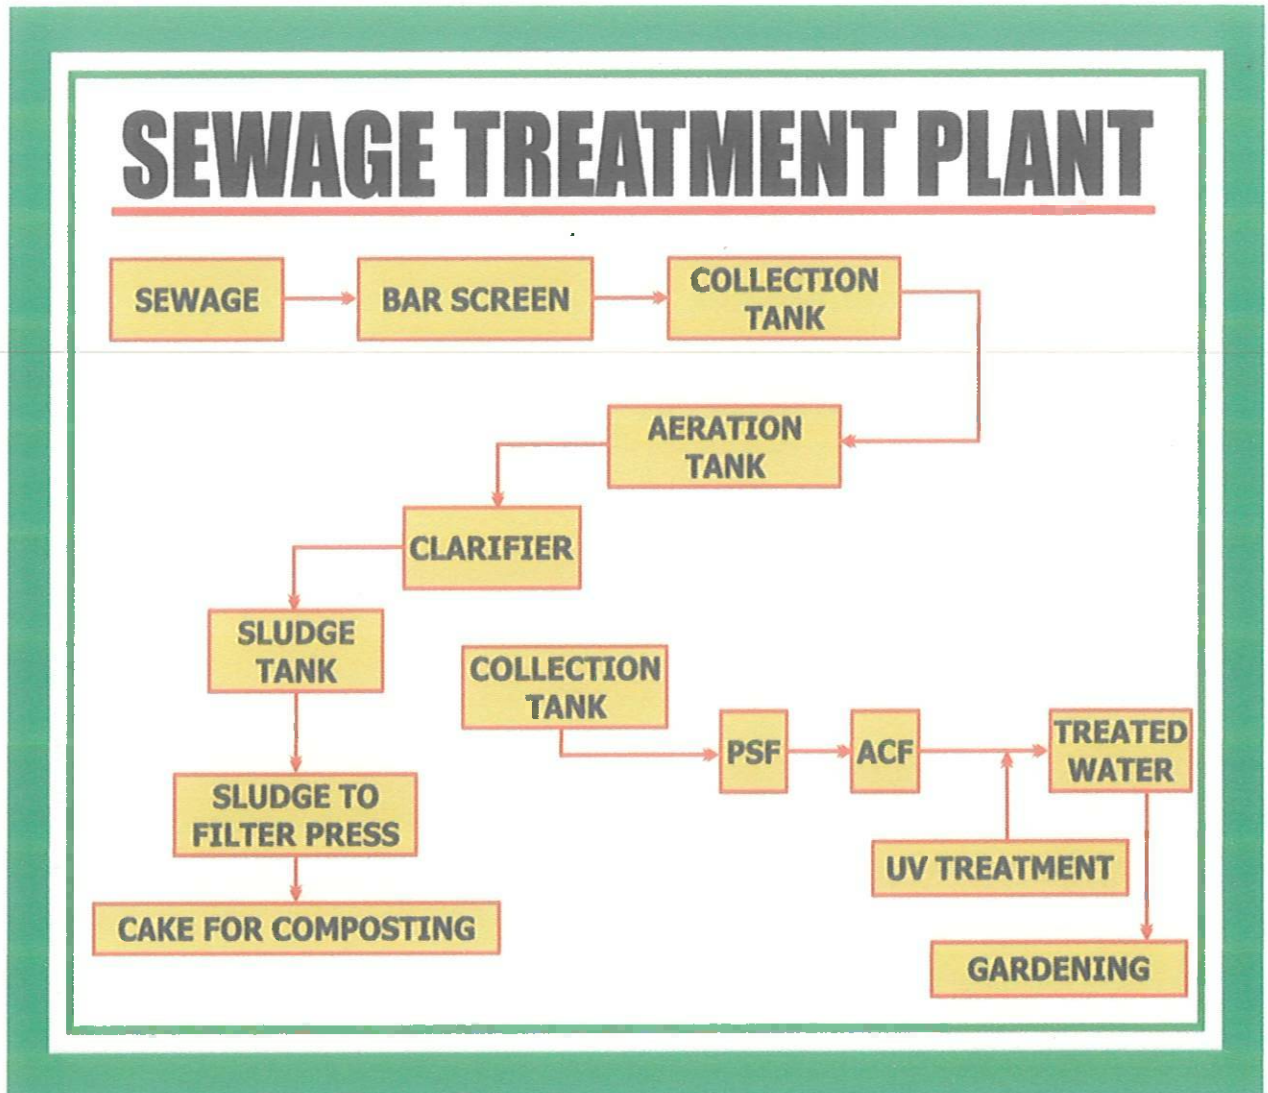 SEWAGE TREATMENT PLANT
SEWAGE
BAR SCREEN
COLLECTION
TANK
AERATION
TANK
CLARIFIER
SLUDGE
TANK
COLLECTION
TANK
PSF
ACF
TREATED
WATER
SLUDGE TO
FILTER PRESS
UV TREATMENT
CAKE FOR COMPOSTING
GARDENING